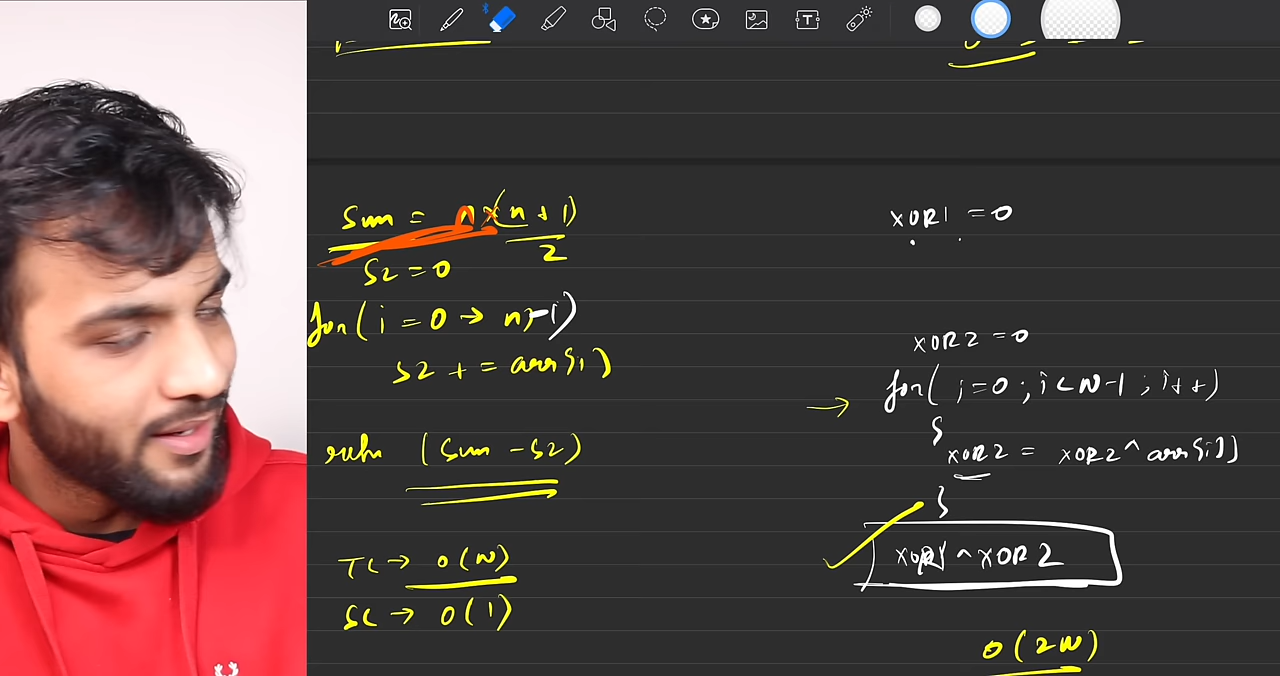 Sum = n x (n + 1)
2
S2 = 0
for( i = 0 → n-1)
S2 + = arr[i]
return (Sum - S2)
TC → O(N)
SC → O(1)
XOR1 = 0
XOR2 = 0
for( i=0 ; i < N-1 ; i++)
{
XOR2 = XOR2 ^ arr[i]
}
XOR1 ^ XOR2
O(2N)